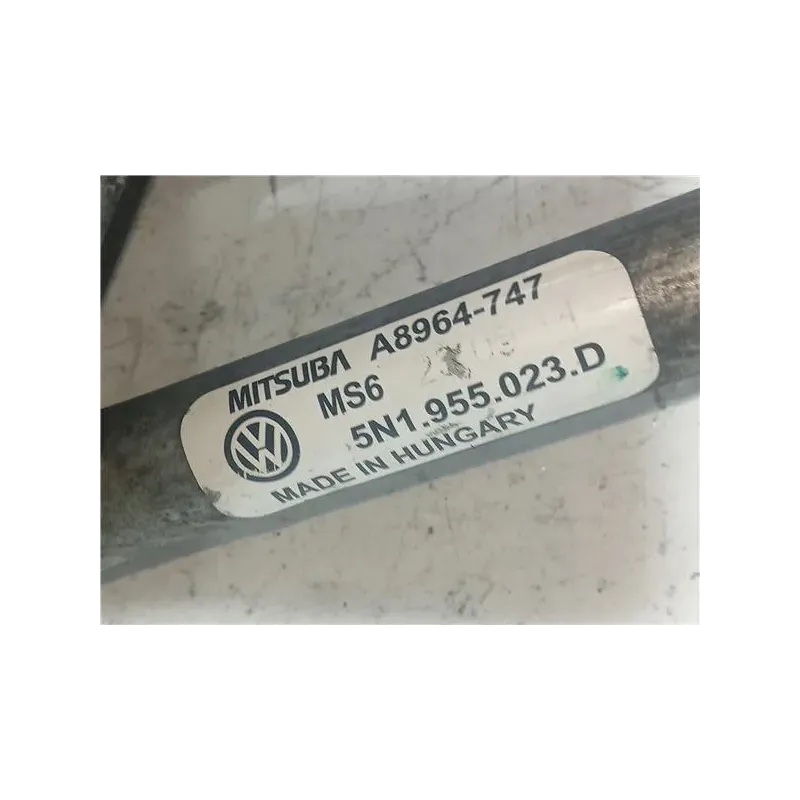 MITSUBA A8964-747
MS6
5N1.955.023.D
MADE IN HUNGARY